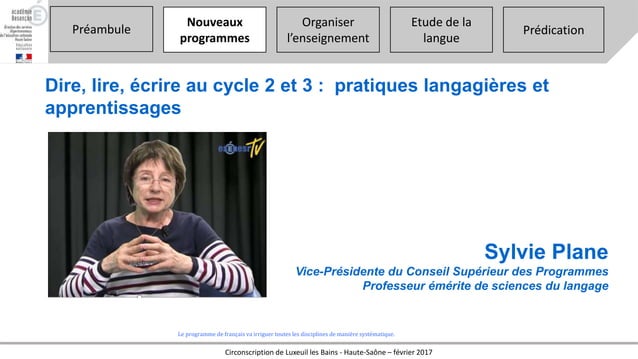 académie
Besançon
direction des services
départementaux
de l'éducation nationale
Haute-Saône
Préambule
Nouveaux
programmes
Organiser
l'enseignement
Etude de la
langue
Prédication
Dire, lire, écrire au cycle 2 et 3 : pratiques langagières et
apprentissages
TV
Sylvie Plane
Vice-Présidente du Conseil Supérieur des Programmes
Professeur émérite de sciences du langage
Le programme de français va irriguer toutes les disciplines de manière systématique.
Circonscription de Luxeuil les Bains - Haute-Saône – février 2017